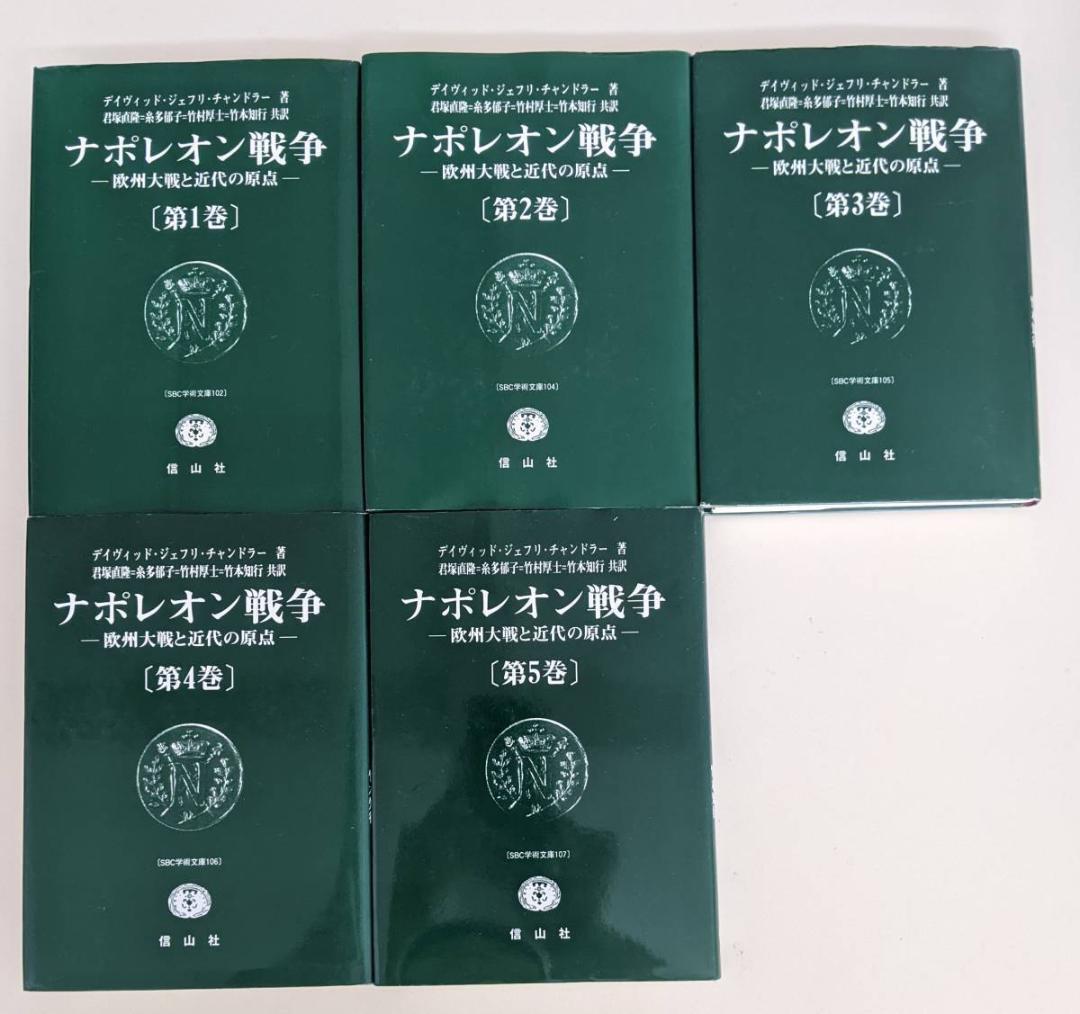 デイヴィッド・ジェフリ・チャンドラー 著
君塚直隆=糸多郁子=竹村厚士=竹本知行 共訳
ナポレオン戦争
―欧州大戦と近代の原点―
〔第1巻〕
N
〔SBC学術文庫102〕
信山社
デイヴィッド・ジェフリ・チャンドラー 著
君塚直隆=糸多郁子=竹村厚士=竹本知行 共訳
ナポレオン戦争
―欧州大戦と近代の原点―
〔第2巻〕
N
〔SBC学術文庫104〕
信山社
デイヴィッド・ジェフリ・チャンドラー 著
君塚直隆=糸多郁子=竹村厚士=竹本知行 共訳
ナポレオン戦争
―欧州大戦と近代の原点―
〔第3巻〕
N
〔SBC学術文庫105〕
信山社
デイヴィッド・ジェフリ・チャンドラー 著
君塚直隆=糸多郁子=竹村厚士=竹本知行 共訳
ナポレオン戦争
―欧州大戦と近代の原点―
〔第4巻〕
N
〔SBC学術文庫106〕
信山社
デイヴィッド・ジェフリ・チャンドラー 著
君塚直隆=糸多郁子=竹村厚士=竹本知行 共訳
ナポレオン戦争
―欧州大戦と近代の原点―
〔第5巻〕
N
〔SBC学術文庫107〕
信山社